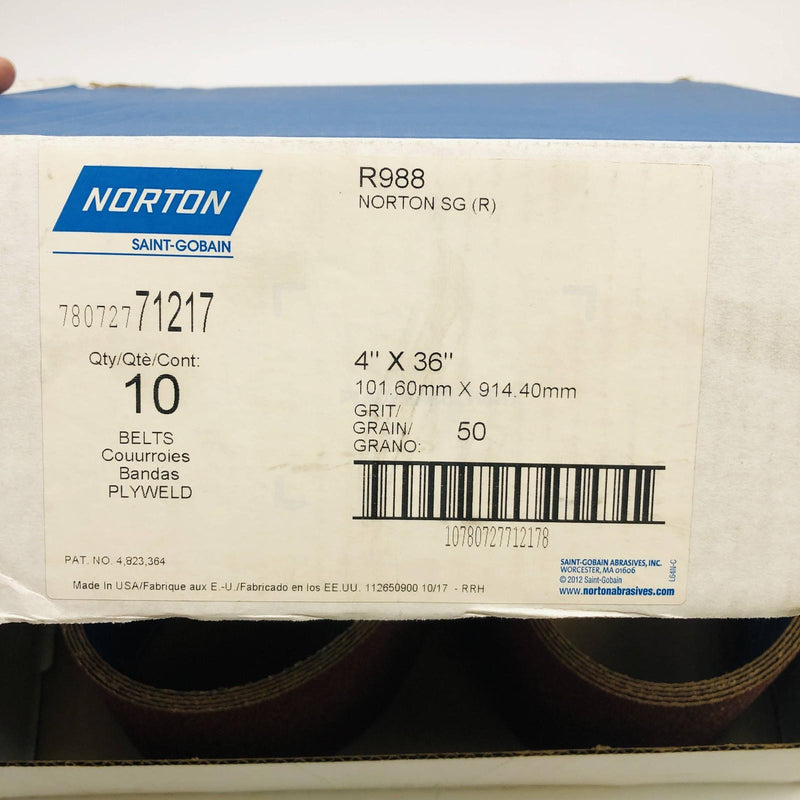 NORTON
SAINT-GOBAIN
R988
NORTON SG (R)
78072771217
Qty/Qtè/Cont:
10
BELTS
Couurroies
Bandas
PLYWELD
4" X 36"
101.60mm X 914.40mm
GRIT/
GRAIN/
GRANO: 50
10780727712178
PAT. NO. 4,823,364
Made In USA/Fabrique aux E.-U./Fabricado en los EE.UU. 112650900 10/17 - RRH
SAINT-GOBAIN ABRASIVES, INC.
WORCESTER, MA 01606
© 2012 Saint-Gobain
www.nortonabrasives.com